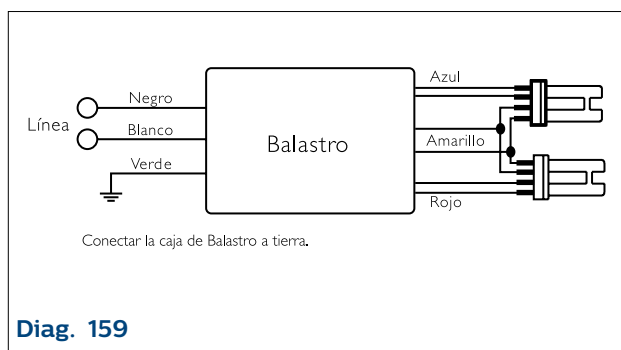 Negro
Línea
Blanco
Verde
Balastro
Azul
Amarillo
Rojo
Conectar la caja de Balastro a tierra.
Diag. 159